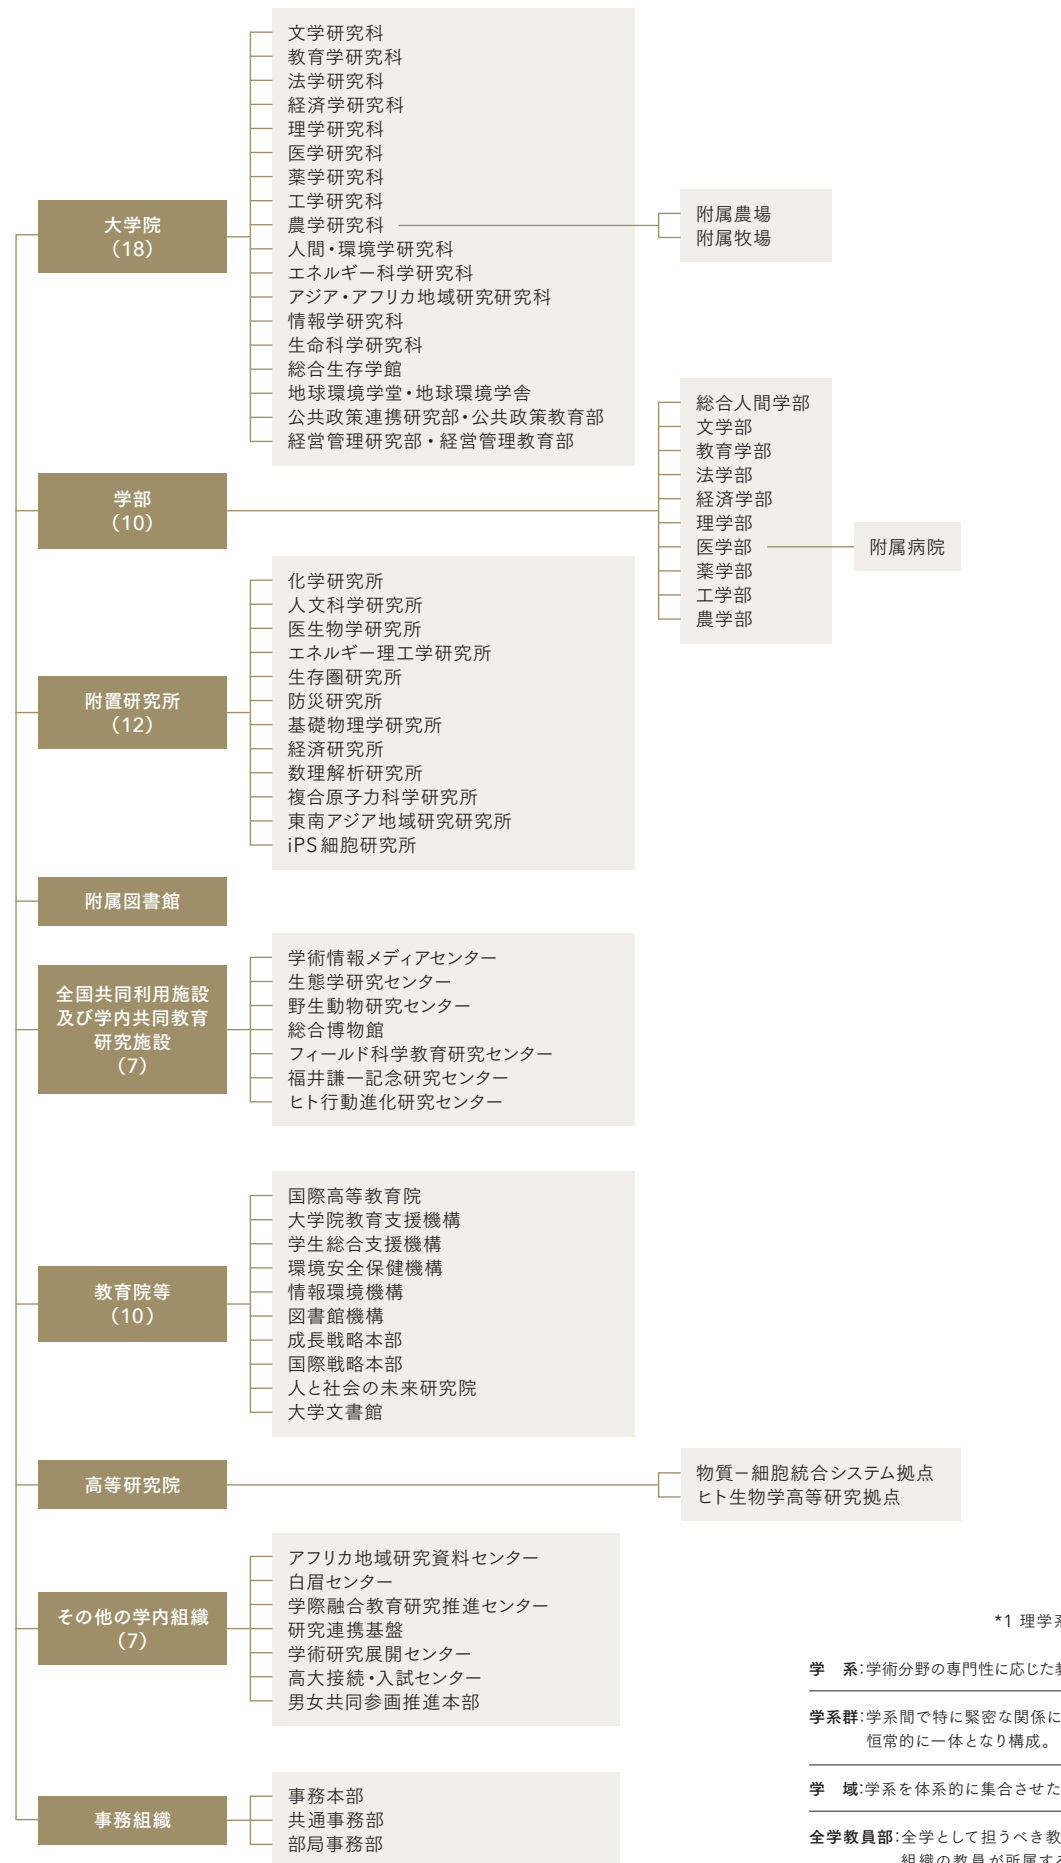 大学院
（18）
文学研究科
教育学研究科
法学研究科
経済学研究科
理学研究科
医学研究科
薬学研究科
工学研究科
農学研究科
人間・環境学研究科
エネルギー科学研究科
アジア・アフリカ地域研究研究科
情報学研究科
生命科学研究科
総合生存学館
地球環境学堂・地球環境学舎
公共政策連携研究部・公共政策教育部
経営管理研究部・経営管理教育部
附属農場
附属牧場
学部
（10）
総合人間学部
文学部
教育学部
法学部
経済学部
理学部
医学部
薬学部
工学部
農学部
附属病院
附置研究所
（12）
化学研究所
人文科学研究所
医生物学研究所
エネルギー理工学研究所
生存圏研究所
防災研究所
基礎物理学研究所
経済研究所
数理解析研究所
複合原子力科学研究所
東南アジア地域研究研究所
iPS細胞研究所
附属図書館
全国共同利用施設
及び学内共同教育
研究施設
（7）
学術情報メディアセンター
生態学研究センター
野生動物研究センター
総合博物館
フィールド科学教育研究センター
福井謙一記念研究センター
ヒト行動進化研究センター
教育院等
（10）
国際高等教育院
大学院教育支援機構
学生総合支援機構
環境安全保健機構
情報環境機構
図書館機構
成長戦略本部
国際戦略本部
人と社会の未来研究院
大学文書館
高等研究院
物質－細胞統合システム拠点
ヒト生物学高等研究拠点
その他の学内組織
（7）
アフリカ地域研究資料センター
白眉センター
学際融合教育研究推進センター
研究連携基盤
学術研究展開センター
高大接続・入試センター
男女共同参画推進本部
事務組織
事務本部
共通事務部
部局事務部
*1 理学系
学　系：学術分野の専門性に応じた教
学系群：学系間で特に緊密な関係に
恒常的に一体となり構成。
学　域：学系を体系的に集合させた
全学教員部：全学として担うべき教
組織の教員が所属する